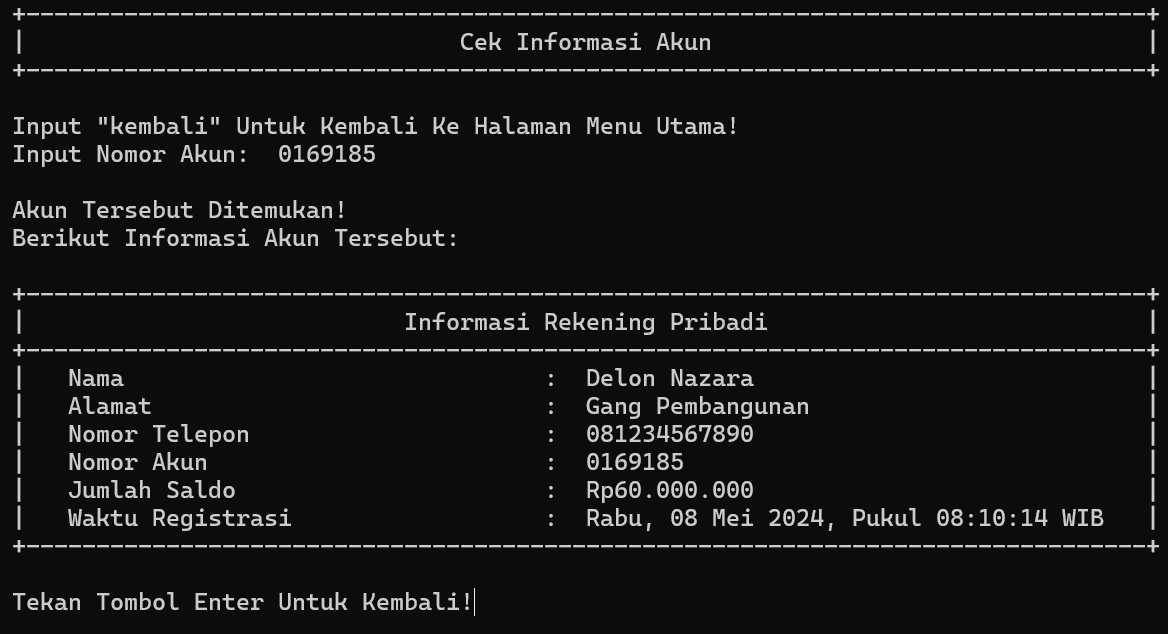 +--------------------------------------------------------------------------------+
| Cek Informasi Akun |
+--------------------------------------------------------------------------------+
Input "kembali" Untuk Kembali Ke Halaman Menu Utama!
Input Nomor Akun:  0169185
Akun Tersebut Ditemukan!
Berikut Informasi Akun Tersebut:
+--------------------------------------------------------------------------------+
| Informasi Rekening Pribadi |
+--------------------------------------------------------------------------------+
| Nama : Delon Nazara |
| Alamat : Gang Pembangunan |
| Nomor Telepon : 081234567890 |
| Nomor Akun : 0169185 |
| Jumlah Saldo : Rp60.000.000 |
| Waktu Registrasi : Rabu, 08 Mei 2024, Pukul 08:10:14 WIB |
+--------------------------------------------------------------------------------+
Tekan Tombol Enter Untuk Kembali!